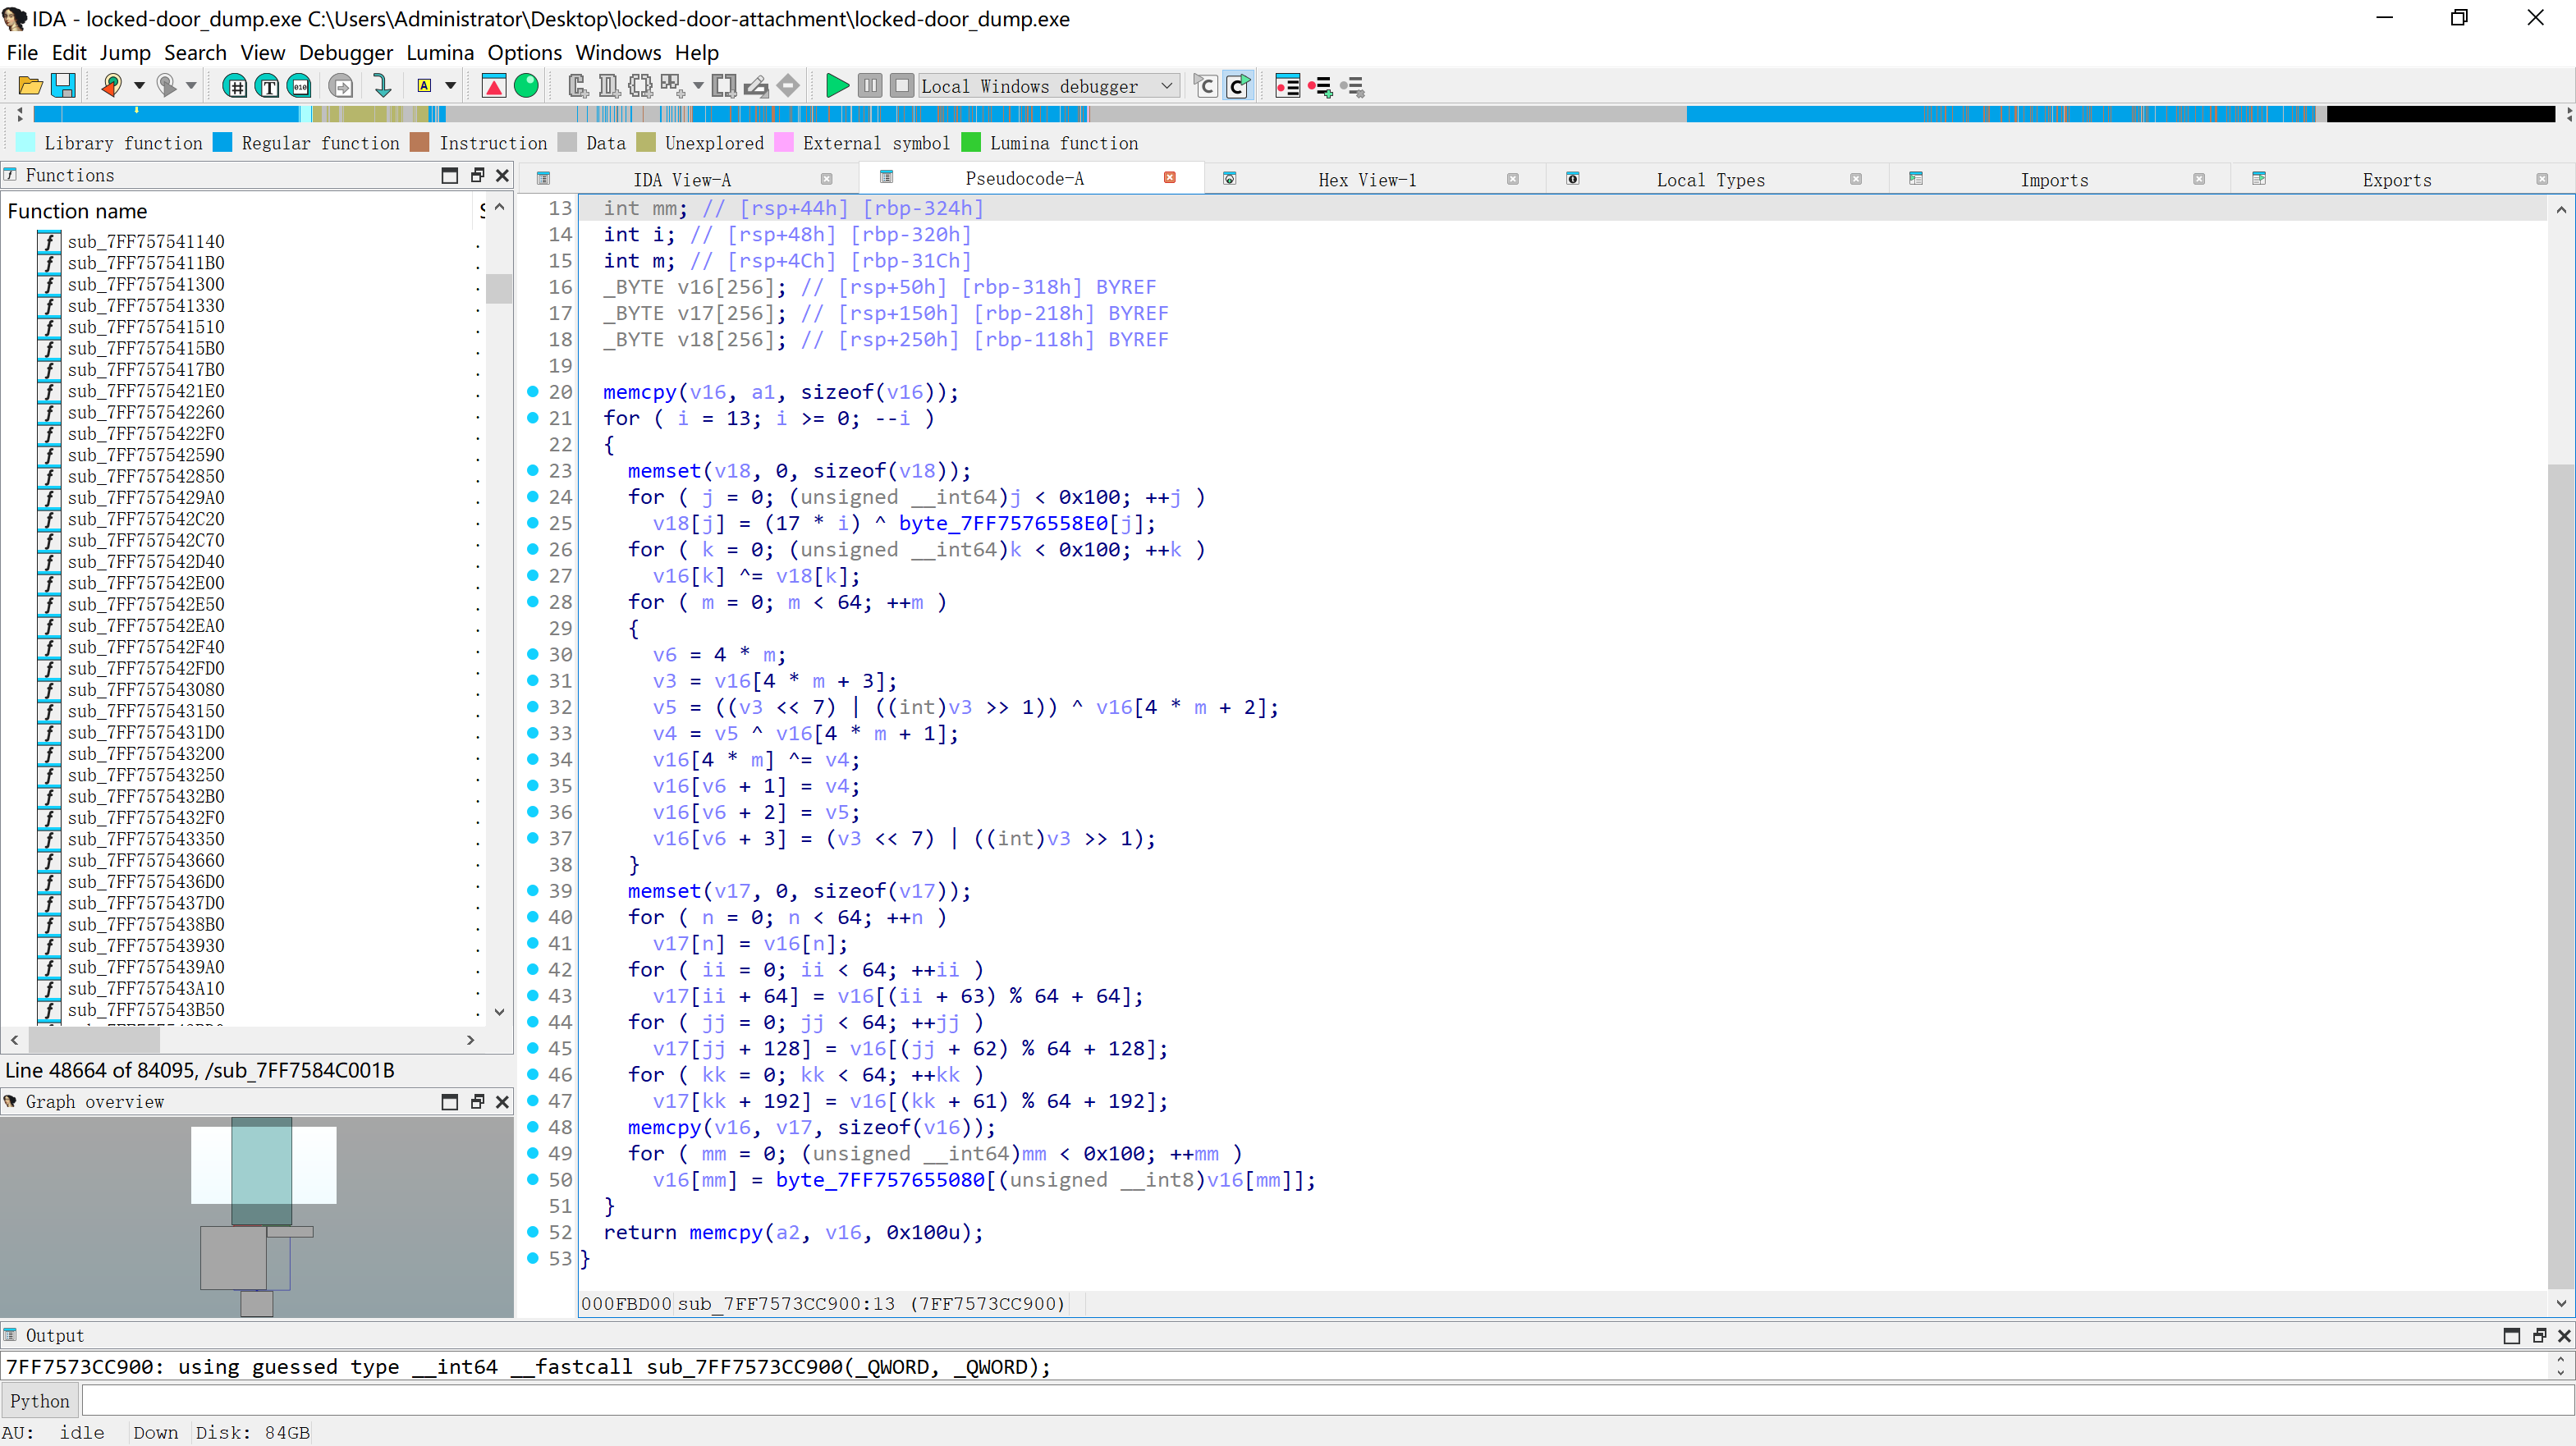 IDA - locked-door_dump.exe C:\Users\Administrator\Desktop\locked-door-attachment\locked-door_dump.exe
File Edit Jump Search View Debugger Lumina Options Windows Help
Local Windows debugger
Library function Regular function Instruction Data Unexplored External symbol Lumina function
Functions
Function name
sub_7FF757541140
sub_7FF7575411B0
sub_7FF757541300
sub_7FF757541330
sub_7FF757541510
sub_7FF7575415B0
sub_7FF7575417B0
sub_7FF7575421E0
sub_7FF757542260
sub_7FF7575422F0
sub_7FF757542590
sub_7FF757542850
sub_7FF7575429A0
sub_7FF757542C20
sub_7FF757542C70
sub_7FF757542D40
sub_7FF757542E00
sub_7FF757542E50
sub_7FF757542EA0
sub_7FF757542F40
sub_7FF757542FD0
sub_7FF757543080
sub_7FF757543150
sub_7FF7575431D0
sub_7FF757543200
sub_7FF757543250
sub_7FF7575432B0
sub_7FF7575432F0
sub_7FF757543350
sub_7FF757543660
sub_7FF7575436D0
sub_7FF7575437D0
sub_7FF7575438B0
sub_7FF757543930
sub_7FF7575439A0
sub_7FF757543A10
sub_7FF757543B50
Line 48664 of 84095, /sub_7FF7584C001B
Graph overview
IDA View-A Pseudocode-A Hex View-1 Local Types Imports Exports
13 int mm; // [rsp+44h] [rbp-324h]
14 int i; // [rsp+48h] [rbp-320h]
15 int m; // [rsp+4Ch] [rbp-31Ch]
16 _BYTE v16[256]; // [rsp+50h] [rbp-318h] BYREF
17 _BYTE v17[256]; // [rsp+150h] [rbp-218h] BYREF
18 _BYTE v18[256]; // [rsp+250h] [rbp-118h] BYREF
19
20 memcpy(v16, a1, sizeof(v16));
21 for ( i = 13; i >= 0; --i )
22 {
23 memset(v18, 0, sizeof(v18));
24 for ( j = 0; (unsigned __int64)j < 0x100; ++j )
25 v18[j] = (17 * i) ^ byte_7FF7576558E0[j];
26 for ( k = 0; (unsigned __int64)k < 0x100; ++k )
27 v16[k] ^= v18[k];
28 for ( m = 0; m < 64; ++m )
29 {
30 v6 = 4 * m;
31 v3 = v16[4 * m + 3];
32 v5 = ((v3 << 7) | ((int)v3 >> 1)) ^ v16[4 * m + 2];
33 v4 = v5 ^ v16[4 * m + 1];
34 v16[4 * m] ^= v4;
35 v16[v6 + 1] = v4;
36 v16[v6 + 2] = v5;
37 v16[v6 + 3] = (v3 << 7) | ((int)v3 >> 1);
38 }
39 memset(v17, 0, sizeof(v17));
40 for ( n = 0; n < 64; ++n )
41 v17[n] = v16[n];
42 for ( ii = 0; ii < 64; ++ii )
43 v17[ii + 64] = v16[(ii + 63) % 64 + 64];
44 for ( jj = 0; jj < 64; ++jj )
45 v17[jj + 128] = v16[(jj + 62) % 64 + 128];
46 for ( kk = 0; kk < 64; ++kk )
47 v17[kk + 192] = v16[(kk + 61) % 64 + 192];
48 memcpy(v16, v17, sizeof(v16));
49 for ( mm = 0; (unsigned __int64)mm < 0x100; ++mm )
50 v16[mm] = byte_7FF757655080[(unsigned __int8)v16[mm]];
51 }
52 return memcpy(a2, v16, 0x100u);
53 }
000FBD00 sub_7FF7573CC900:13 (7FF7573CC900)
Output
7FF7573CC900: using guessed type __int64 __fastcall sub_7FF7573CC900(_QWORD, _QWORD);
Python
AU: idle Down Disk: 84GB